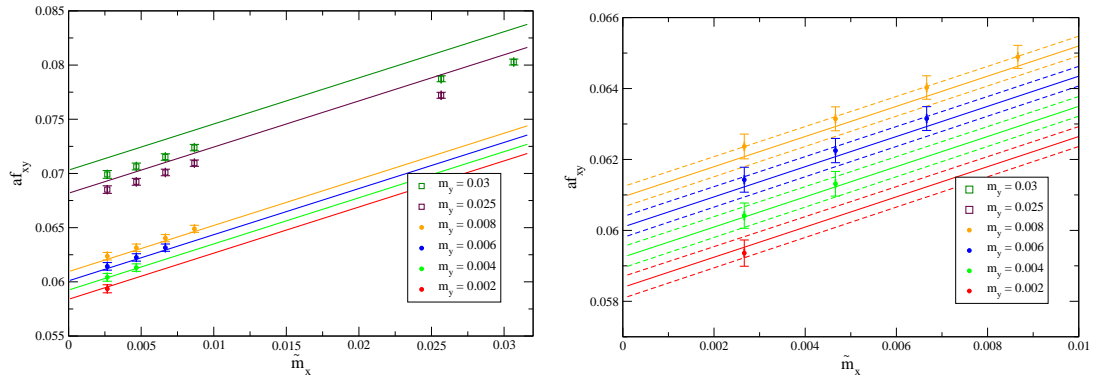 0.085
0.08
0.075
0.07
0.065
0.06
0.055
af_xy
0
0.005
0.01
0.015
0.02
0.025
0.03
m̃_x
m_y = 0.03
m_y = 0.025
m_y = 0.008
m_y = 0.006
m_y = 0.004
m_y = 0.002
0.066
0.064
0.062
0.06
0.058
af_xy
0
0.002
0.004
0.006
0.008
0.01
m̃_x
m_y = 0.03
m_y = 0.025
m_y = 0.008
m_y = 0.006
m_y = 0.004
m_y = 0.002